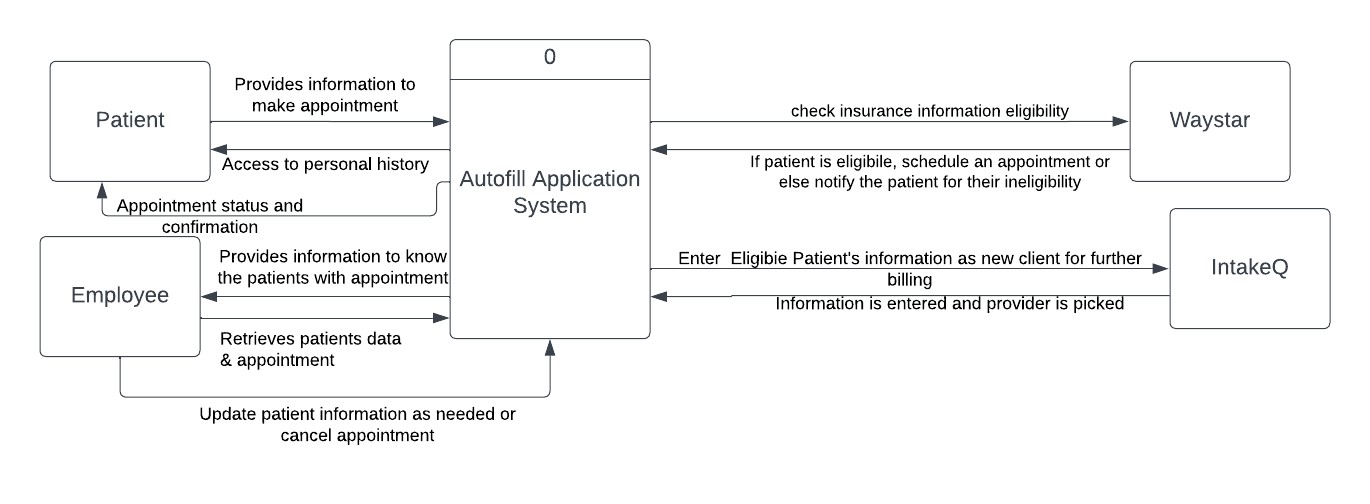 0
Patient
Provides information to
make appointment
Access to personal history
Appointment status and
confirmation
Autofill Application
System
check insurance information eligibility
If patient is eligibile, schedule an appointment or
else notify the patient for their ineligibility
Waystar
Employee
Provides information to know
the patients with appointment
Retrieves patients data
& appointment
Update patient information as needed or
cancel appointment
Enter Eligibie Patient's information as new client for further
billing
Information is entered and provider is picked
IntakeQ